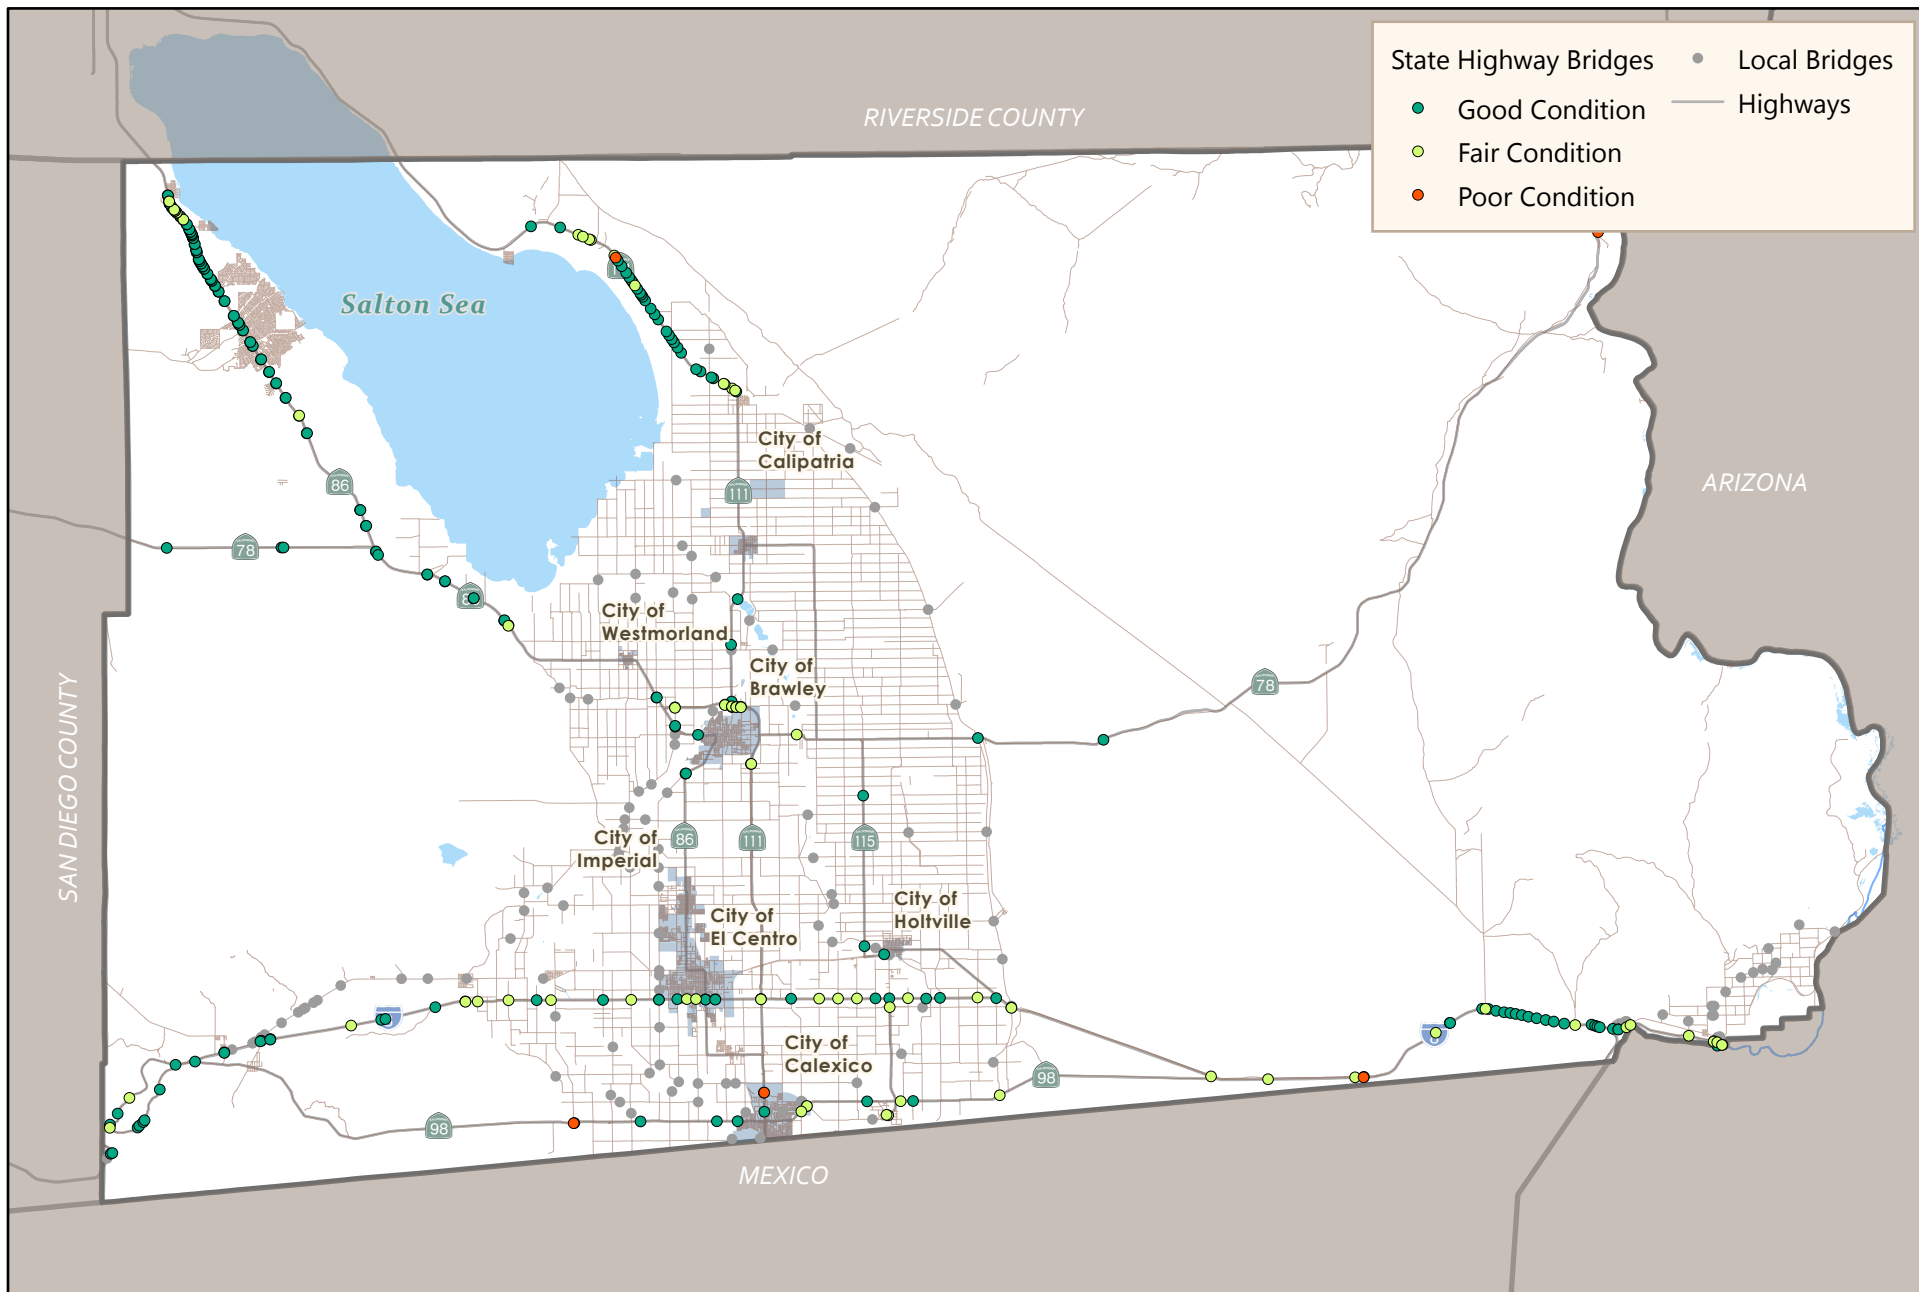 State Highway Bridges
Good Condition
Fair Condition
Poor Condition
Local Bridges
Highways
RIVERSIDE COUNTY
Salton Sea
City of
Calipatria
86
111
ARIZONA
78
City of
Westmorland
City of
Brawley
78
SAN DIEGO COUNTY
City of
Imperial
86
111
115
City of
Holtville
City of
El Centro
City of
Calexico
98
98
MEXICO